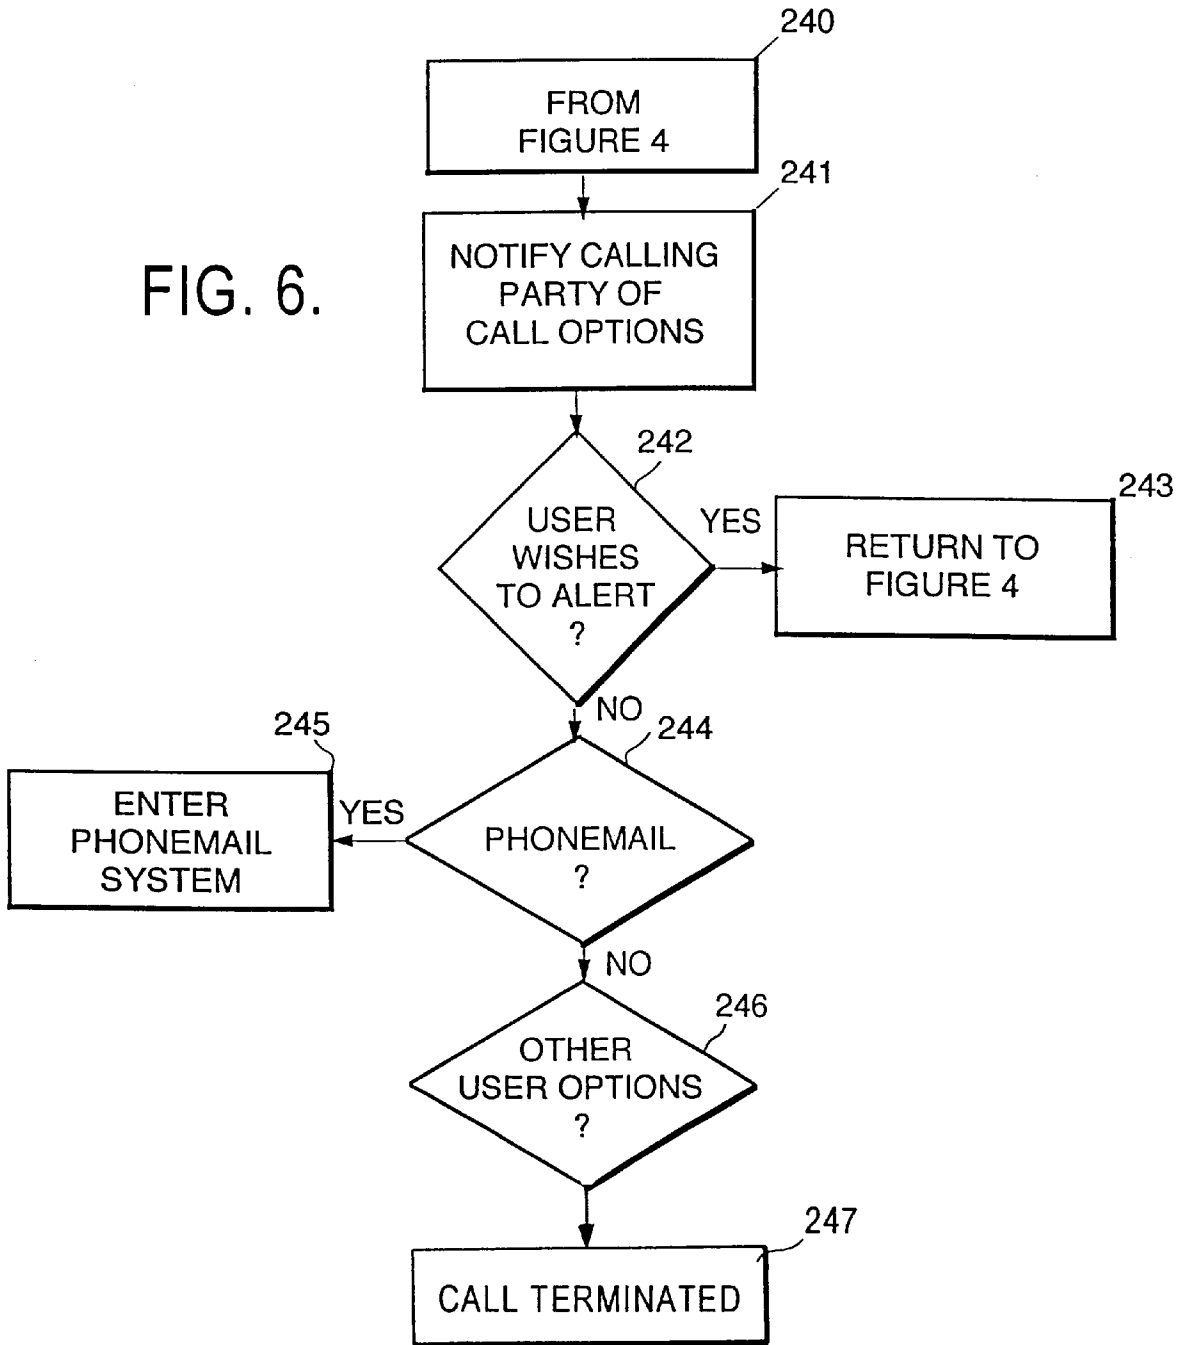 240
FROM
FIGURE 4
241
NOTIFY CALLING
PARTY OF
CALL OPTIONS
FIG. 6.
242
USER
WISHES
TO ALERT
?
YES
243
RETURN TO
FIGURE 4
NO
244
PHONEMAIL
?
YES
245
ENTER
PHONEMAIL
SYSTEM
NO
246
OTHER
USER OPTIONS
?
247
CALL TERMINATED